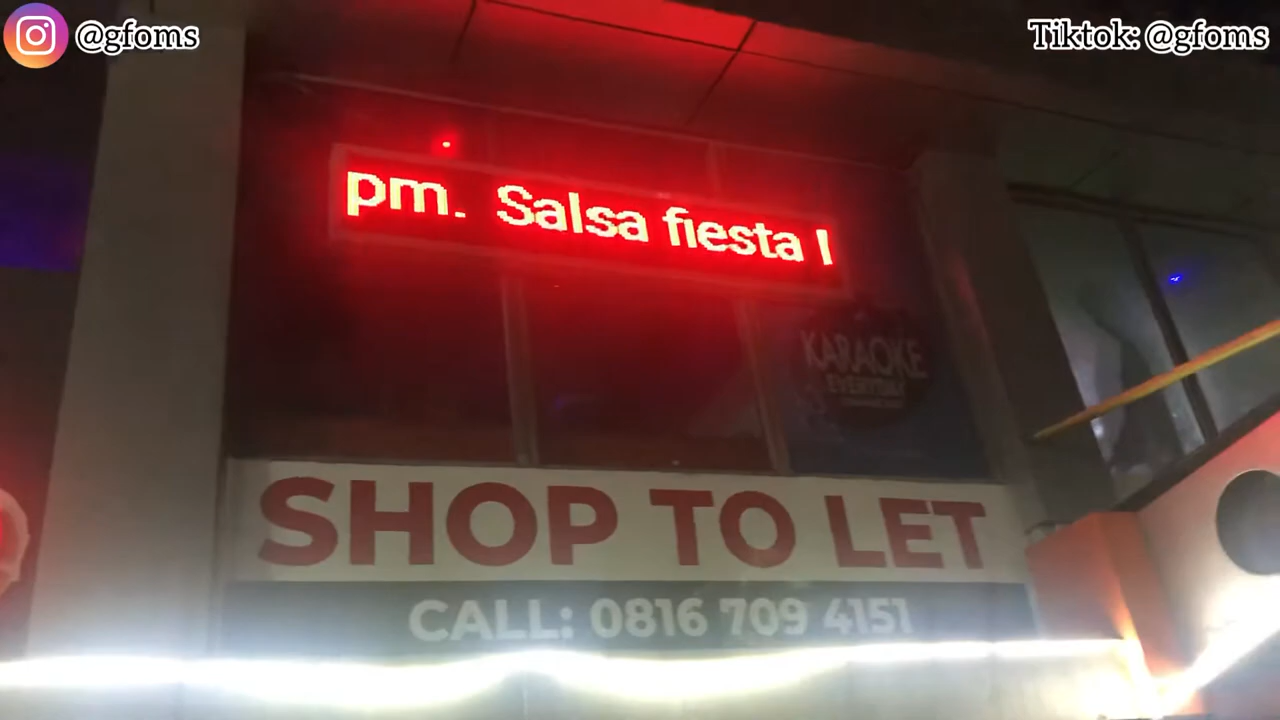 @gfoms
Tiktok: @gfoms
pm. Salsa fiesta
KARAOKE
EVERYDAY
SHOP TO LET
CALL: 0816 709 4151